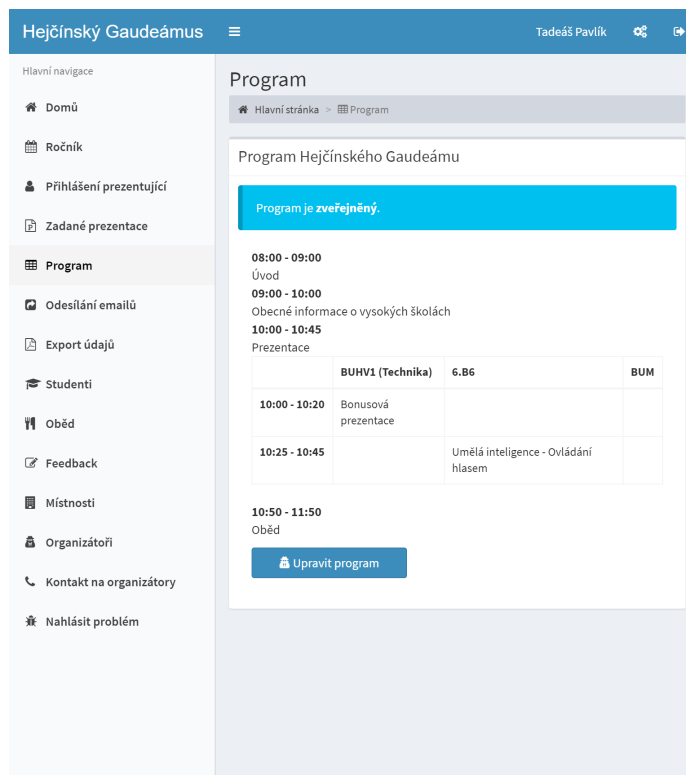 Hejčínský Gaudeámus
Tadeáš Pavlík
Hlavní navigace
Domů
Ročník
Přihlášení prezentující
Zadané prezentace
Program
Odesílání emailů
Export údajů
Studenti
Oběd
Feedback
Místnosti
Organizátoři
Kontakt na organizátory
Nahlásit problém
Program
Hlavní stránka > Program
Program Hejčínského Gaudeámu
Program je zveřejněný.
08:00 - 09:00
Úvod
09:00 - 10:00
Obecné informace o vysokých školách
10:00 - 10:45
Prezentace
BUHV1 (Technika) 6.B6 BUM
10:00 - 10:20 Bonusová
prezentace
10:25 - 10:45 Umělá inteligence - Ovládání
hlasem
10:50 - 11:50
Oběd
Upravit program